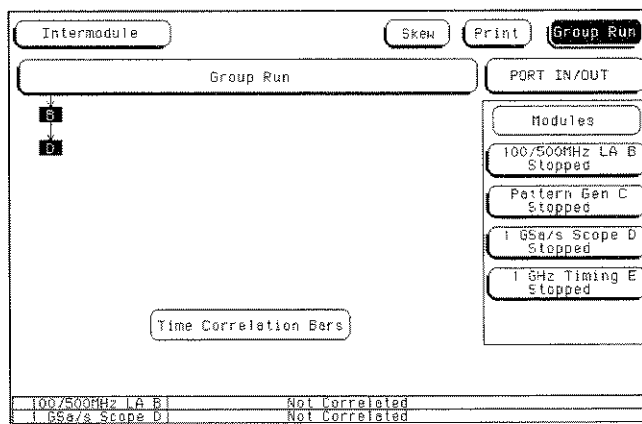 Intermodule
Skew
Print
Group Run
Group Run
PORT IN/OUT
B
D
Modules
100/500MHz LA B
Stopped
Pattern Gen C
Stopped
1 GSa/s Scope D
Stopped
1 GHz Timing E
Stopped
Time Correlation Bars
100/500MHz LA B Not Correlated
1 GSa/s Scope D Not Correlated